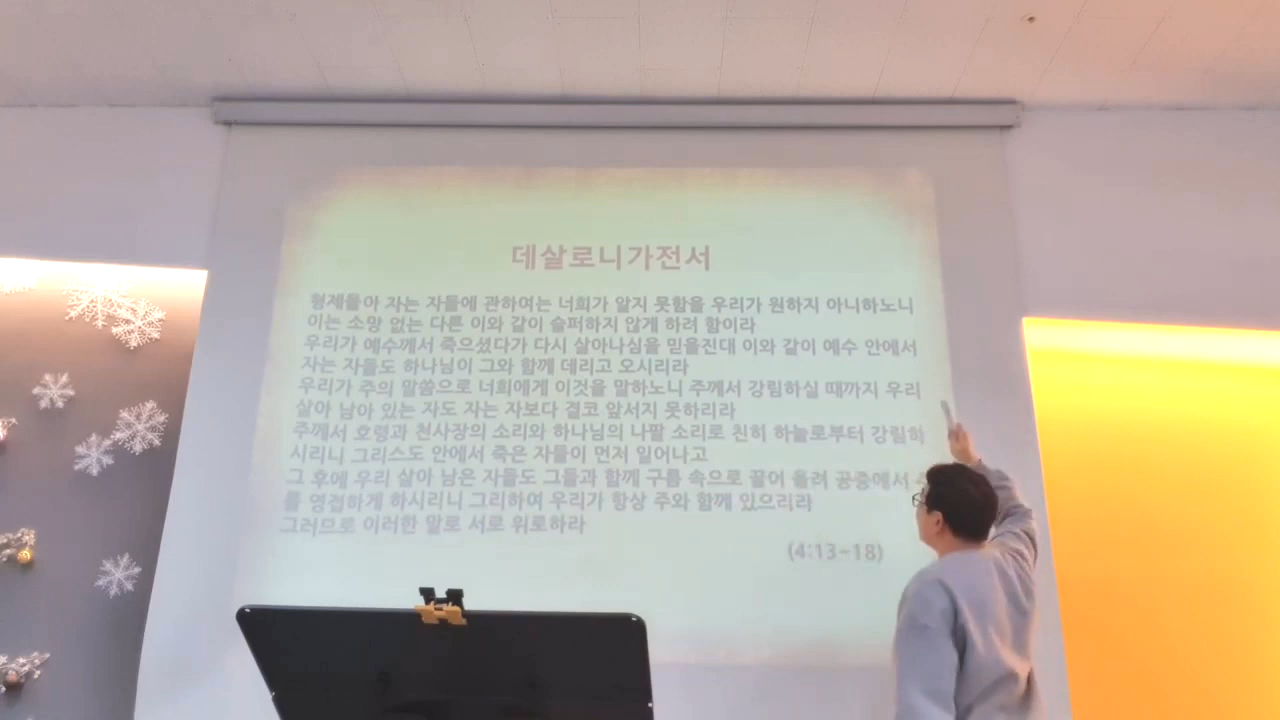 데살로니가전서
형제들아 자는 자들에 관하여는 너희가 알지 못함을 우리가 원하지 아니하노니
이는 소망 없는 다른 이와 같이 슬퍼하지 않게 하려 함이라
우리가 예수께서 죽으셨다가 다시 살아나심을 믿을진대 이와 같이 예수 안에서
자는 자들도 하나님이 그와 함께 데리고 오시리라
우리가 주의 말씀으로 너희에게 이것을 말하노니 주께서 강림하실 때까지 우리
살아 남아 있는 자도 자는 자보다 결코 앞서지 못하리라
주께서 호령과 천사장의 소리와 하나님의 나팔 소리로 친히 하늘로부터 강림하
시리니 그리스도 안에서 죽은 자들이 먼저 일어나고
그 후에 우리 살아 남은 자들도 그들과 함께 구름 속으로 끌어 올려 공중에서
를 영접하게 하시리니 그리하여 우리가 항상 주와 함께 있으리라
그러므로 이러한 말로 서로 위로하라
(4:13-18)